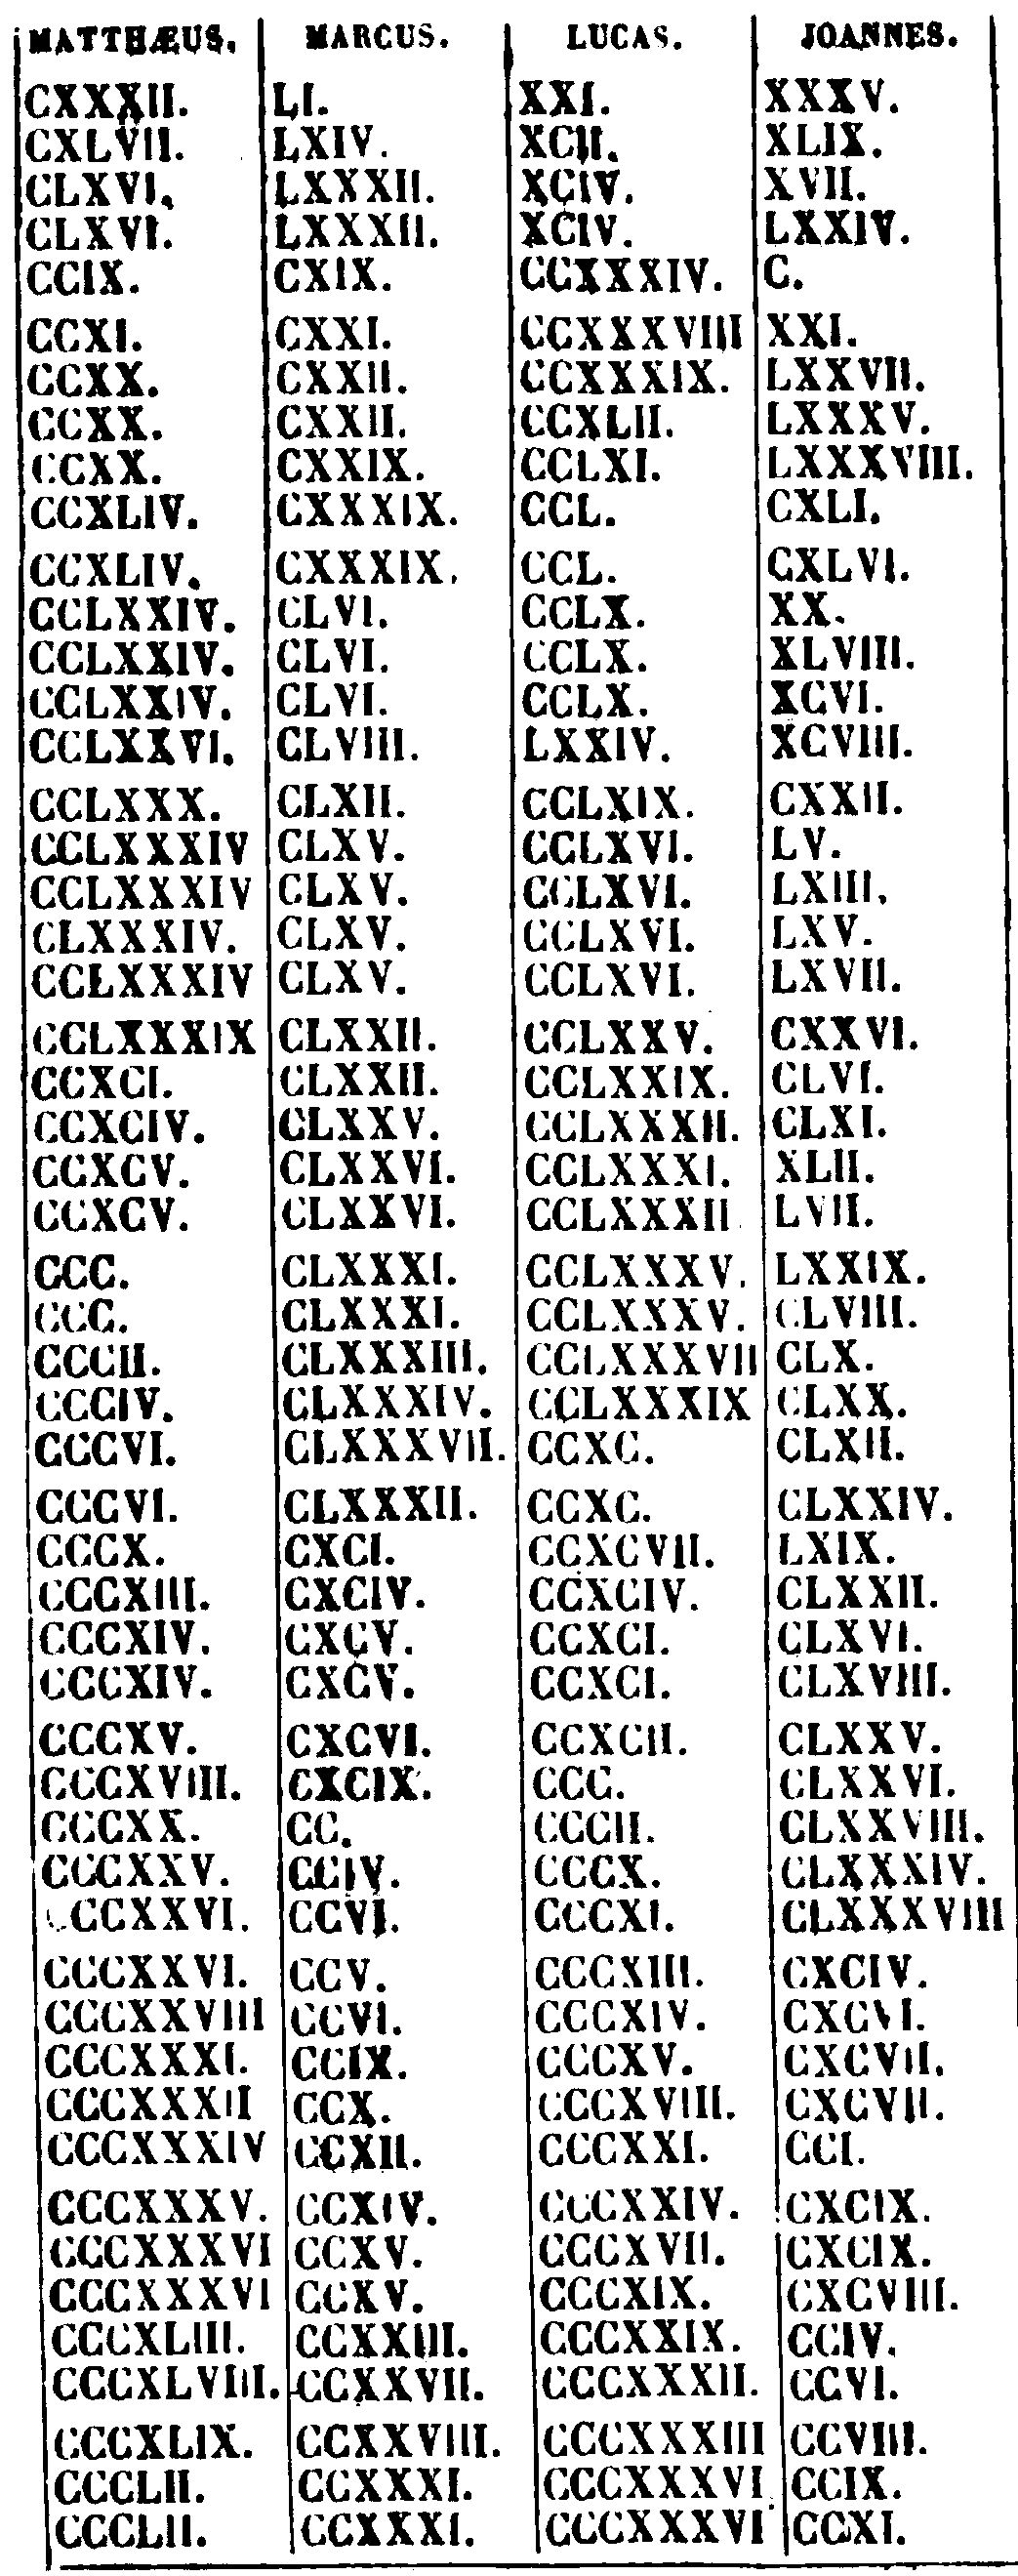 MATTHÆUS. MARCUS. LUCAS. JOANNES.
CXXXII. LI. XXI. XXXV.
CXLVII. LXIV. XCII. XLIX.
CLXVI. LXXXII. XCIV. XVII.
CLXVI. LXXXII. XCIV. LXXIV.
CCIX. CXIX. CCXXXIV. C.
CCXI. CXXI. CCXXXVIII XXI.
CCXX. CXXII. CCXXXIX. LXXVII.
CCXX. CXXII. CCXLII. LXXXV.
CCXX. CXXIX. CCLXI. LXXXVIII.
CCXLIV. CXXXIX. CCL. CXLI.
CCXLIV. CXXXIX. CCL. CXLVI.
CCLXXIV. CLVI. CCLX. XX.
CCLXXIV. CLVI. CCLX. XLVIII.
CCLXXIV. CLVI. CCLX. XCVI.
CCLXXVI. CLVIII. LXXIV. XCVIII.
CCLXXX. CLXII. CCLXIX. CXXII.
CCLXXXIV CLXV. CCLXVI. LV.
CCLXXXIV CLXV. CCLXVI. LXIII.
CLXXXIV. CLXV. CCLXVI. LXV.
CCLXXXIV CLXV. CCLXVI. LXVII.
CCLXXXIX CLXXII. CCLXXV. CXXVI.
CCXCI. CLXXII. CCLXXIX. CLVI.
CCXCIV. CLXXV. CCLXXXII. CLXI.
CCXCV. CLXXVI. CCLXXXI. XLII.
CCXCV. CLXXVI. CCLXXXII LVII.
CCC. CLXXXI. CCLXXXV. LXXIX.
CCC. CLXXXI. CCLXXXV. CLVIII.
CCCII. CLXXXIII. CCLXXXVII CLX.
CCCIV. CLXXXIV. CCLXXXIX CLXX.
CCCVI. CLXXXVII. CCXC. CLXII.
CCCVI. CLXXXII. CCXC. CLXXIV.
CCCX. CXCI. CCXCVII. LXIX.
CCCXIII. CXCIV. CCXCIV. CLXXII.
CCCXIV. CXCV. CCXCI. CLXVI.
CCCXIV. CXCV. CCXCI. CLXVIII.
CCCXV. CXCVI. CCXCII. CLXXV.
CCCXVIII. CXCIX. CCC. CLXXVI.
CCCXX. CC. CCCII. CLXXVIII.
CCCXXV. CCIV. CCCX. CLXXXIV.
CCCXXVI. CCVI. CCCXI. CLXXXVIII
CCCXXVI. CCV. CCCXIII. CXCIV.
CCCXXVIII CCVI. CCCXIV. CXCVI.
CCCXXXI. CCIX. CCCXV. CXCVII.
CCCXXXII CCX. CCCXVIII. CXCVII.
CCCXXXIV CCXII. CCCXXI. CCI.
CCCXXXV. CCXIV. CCCXXIV. CXCIX.
CCCXXXVI CCXV. CCCXVII. CXCIX.
CCCXXXVI CCXV. CCCXIX. CXCVIII.
CCCXLIII. CCXXIII. CCCXXIX. CCIV.
CCCXLVIII. CCXXVII. CCCXXXII. CCVI.
CCCXLIX. CCXXVIII. CCCXXXIII CCVIII.
CCCLII. CCXXXI. CCCXXXVI CCIX.
CCCLII. CCXXXI. CCCXXXVI CCXI.